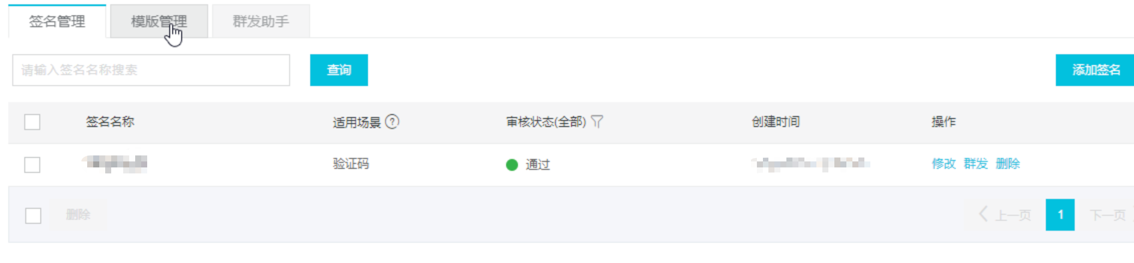 签名管理 模版管理 群发助手
请输入签名名称搜索 查询 添加签名
签名名称 适用场景 ? 审核状态(全部) 创建时间 操作
验证码 通过 修改 群发 删除
删除 上一页 1 下一页